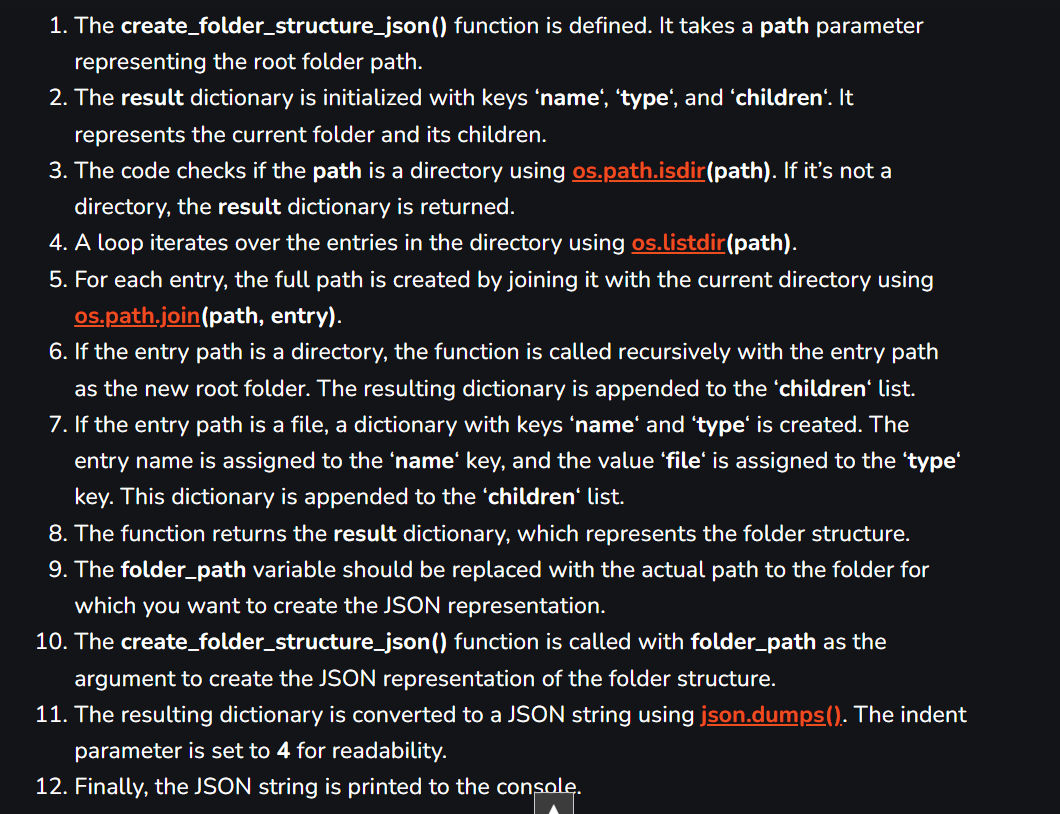 1. The create_folder_structure_json() function is defined. It takes a path parameter
representing the root folder path.
2. The result dictionary is initialized with keys ‘name‘, ‘type‘, and ‘children‘. It
represents the current folder and its children.
3. The code checks if the path is a directory using os.path.isdir(path). If it’s not a
directory, the result dictionary is returned.
4. A loop iterates over the entries in the directory using os.listdir(path).
5. For each entry, the full path is created by joining it with the current directory using
os.path.join(path, entry).
6. If the entry path is a directory, the function is called recursively with the entry path
as the new root folder. The resulting dictionary is appended to the ‘children‘ list.
7. If the entry path is a file, a dictionary with keys ‘name‘ and ‘type‘ is created. The
entry name is assigned to the ‘name‘ key, and the value ‘file‘ is assigned to the ‘type‘
key. This dictionary is appended to the ‘children‘ list.
8. The function returns the result dictionary, which represents the folder structure.
9. The folder_path variable should be replaced with the actual path to the folder for
which you want to create the JSON representation.
10. The create_folder_structure_json() function is called with folder_path as the
argument to create the JSON representation of the folder structure.
11. The resulting dictionary is converted to a JSON string using json.dumps(). The indent
parameter is set to 4 for readability.
12. Finally, the JSON string is printed to the console.